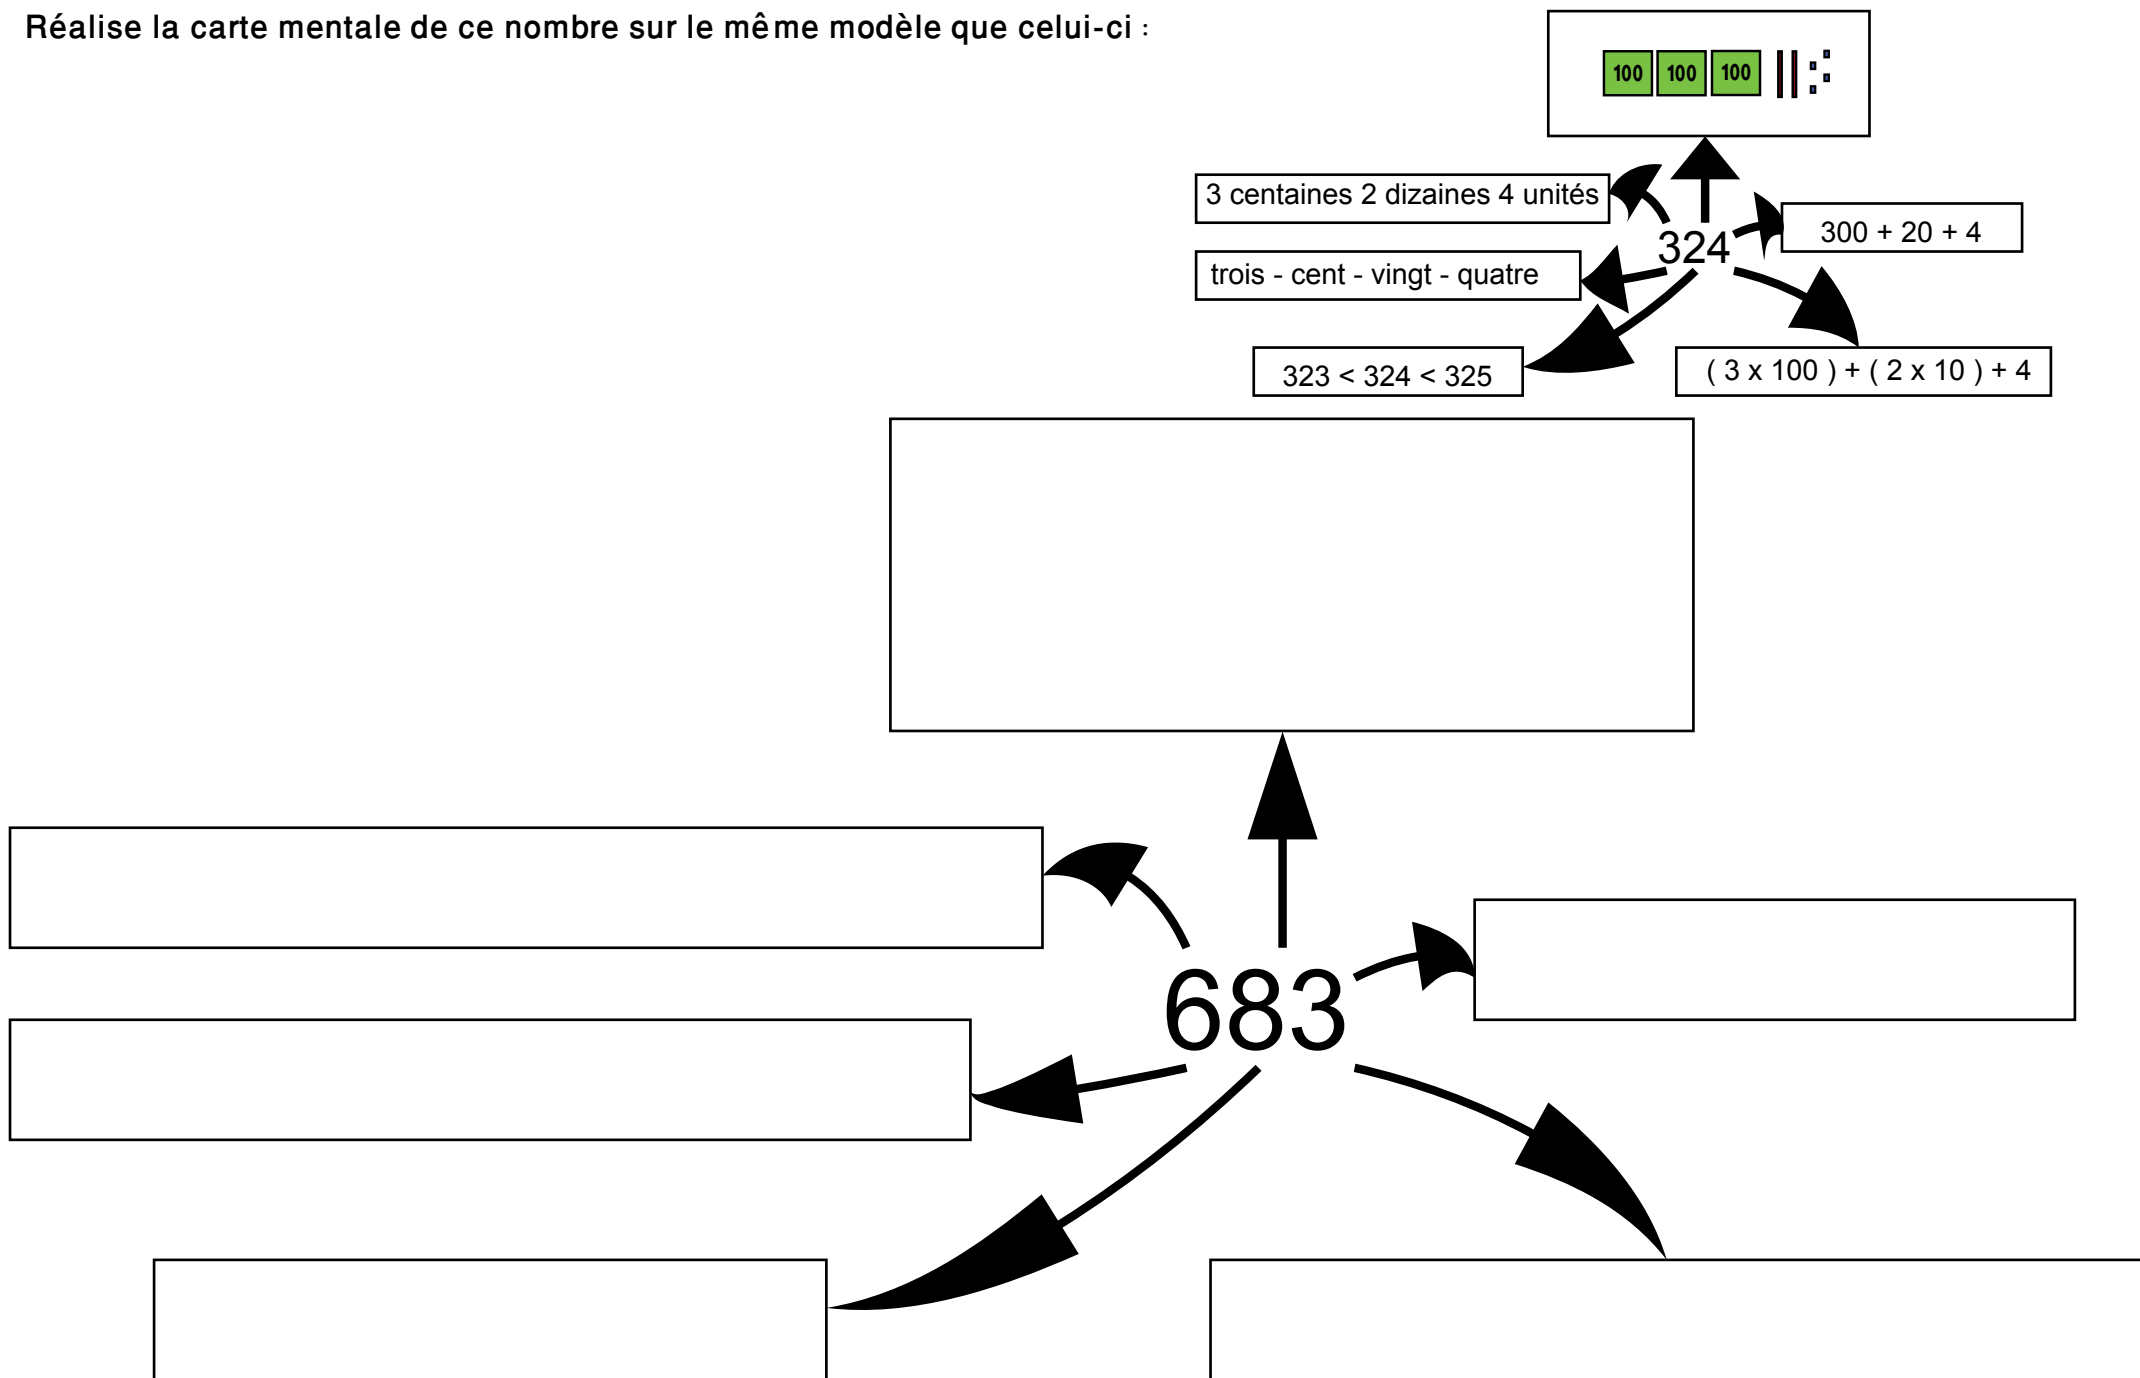 Réalise la carte mentale de ce nombre sur le même modèle que celui-ci :
100 100 100
3 centaines 2 dizaines 4 unités
324
300 + 20 + 4
trois - cent - vingt - quatre
323 < 324 < 325
( 3 x 100 ) + ( 2 x 10 ) + 4
683